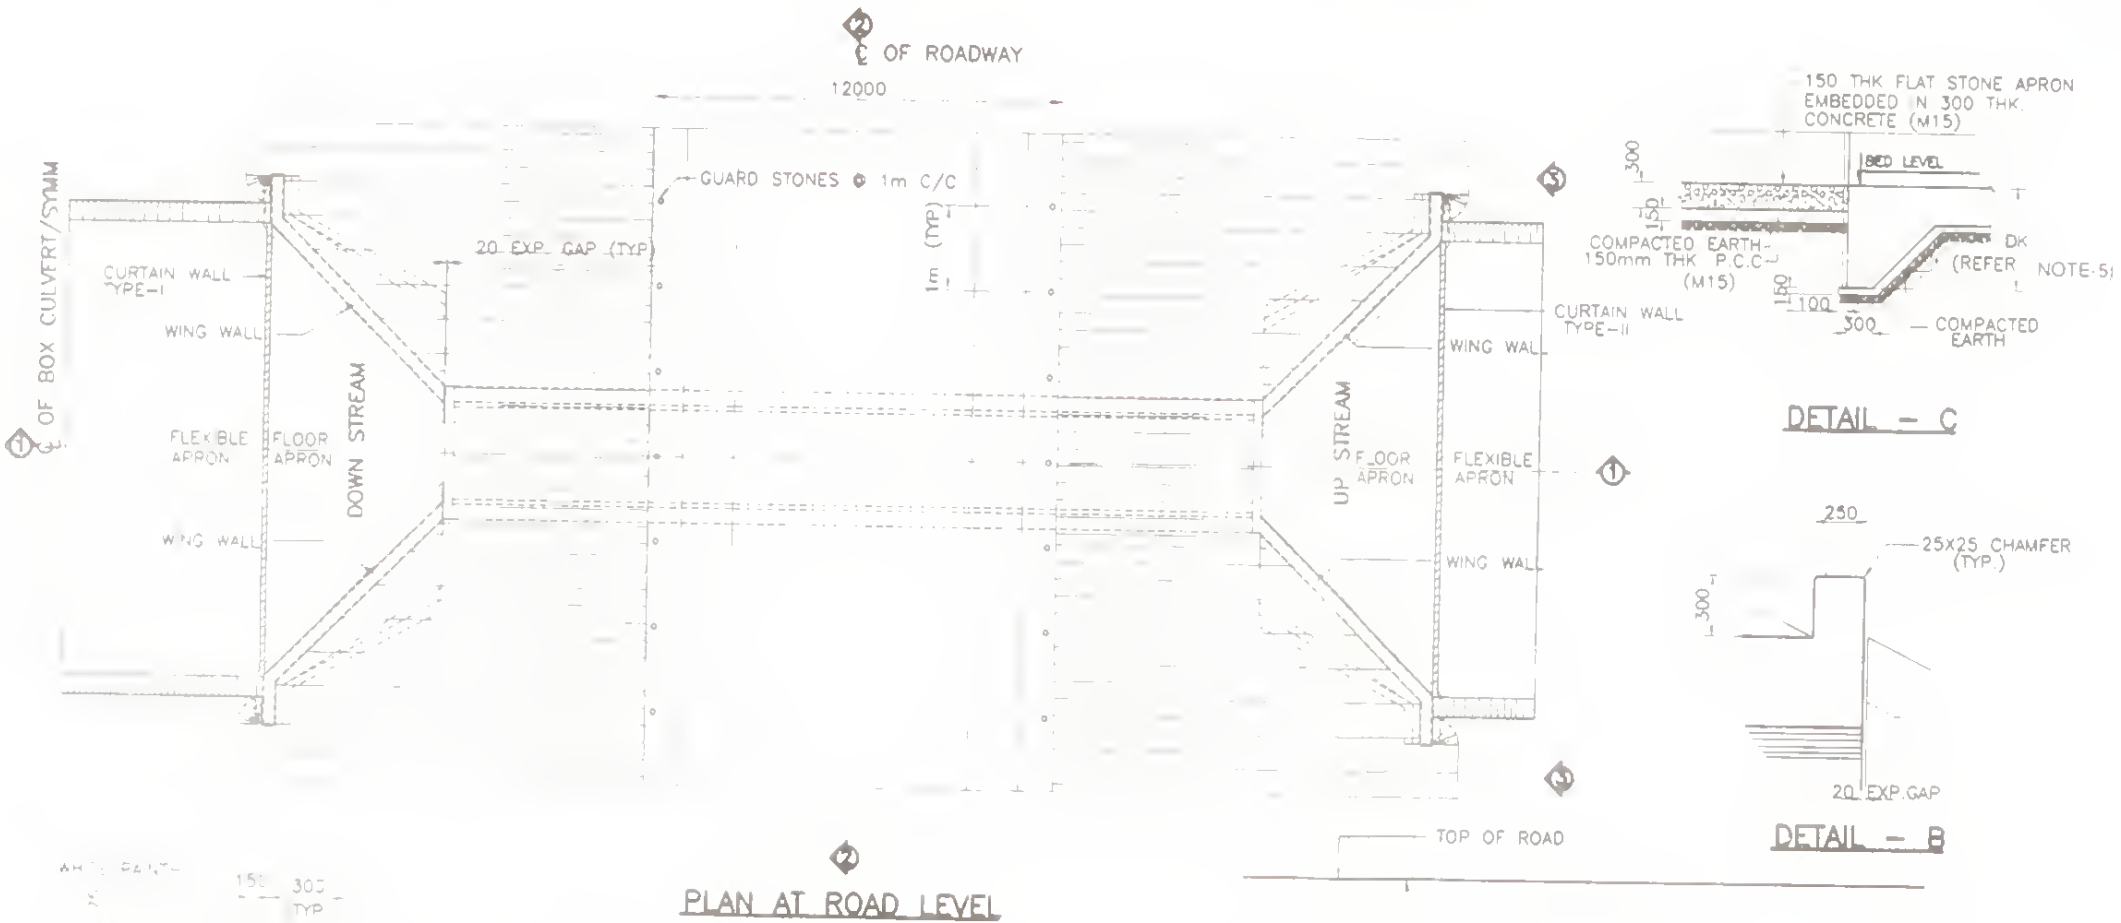 2
℄ OF ROADWAY
12000
GUARD STONES @ 1m C/C
1m (TYP)
20 EXP. GAP (TYP)
℄ OF BOX CULVERT/SYMM
1
CURTAIN WALL
TYPE-I
WING WALL
FLEXIBLE
APRON
FLOOR
APRON
DOWN STREAM
WING WALL
3
CURTAIN WALL
TYPE-II
WING WAL
UP STREAM
FLOOR
APRON
FLEXIBLE
APRON
1
WING WAL
3
150 THK FLAT STONE APRON
EMBEDDED IN 300 THK.
CONCRETE (M15)
300
BED LEVEL
150
COMPACTED EARTH
150mm THK P.C.C
(M15)
DK
(REFER NOTE-5
150
100
300
COMPACTED
EARTH
DETAIL - C
250
25X25 CHAMFER
(TYP.)
300
20 EXP.GAP
DETAIL - B
TOP OF ROAD
2
PLAN AT ROAD LEVEL
TYP